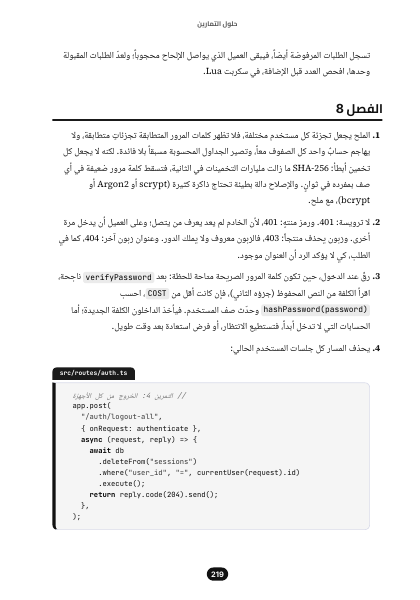 حلول التمارين
تسجل الطلبات المرفوضة أيضاً، فيبقى العميل الذي يواصل الإلحاح محجوباً؛ ولعدّ الطلبات المقبولة
وحدها، افحص العدد قبل الإضافة، في سكربت Lua.
الفصل 8
1. الملح يجعل تجزئة كل مستخدم مختلفة، فلا تظهر كلمات المرور المتطابقة تجزئاتٍ متطابقة، ولا
يهاجم حسابٌ واحد كل الصفوف معاً، وتصير الجداول المحسوبة مسبقاً بلا فائدة. لكنه لا يجعل كل
تخمين أبطأ: SHA-256 ما زالت مليارات التخمينات في الثانية، فتسقط كلمة مرور ضعيفة في أي
صف بمفرده في ثوانٍ. والإصلاح دالة بطيئة تحتاج ذاكرة كثيرة (scrypt أو Argon2 أو
bcrypt)، مع ملح.
2. لا ترويسة: 401. ورمز منتهٍ: 401، لأن الخادم لم يعد يعرف من يتصل؛ وعلى العميل أن يدخل مرة
أخرى. وزبون يحذف منتجاً: 403، فالزبون معروف ولا يملك الدور. وعنوان زبون آخر: 404، كما في
الطلب، كي لا يؤكد الرد أن العنوان موجود.
3. رقّ عند الدخول، حين تكون كلمة المرور الصريحة متاحة للحظة: بعد verifyPassword ناجحة،
اقرأ الكلفة من النص المحفوظ (جزؤه الثاني)، فإن كانت أقل من COST، احسب
hashPassword(password) وحدّث صف المستخدم. فيأخذ الداخلون الكلفة الجديدة؛ أما
الحسابات التي لا تدخل أبداً، فتستطيع الانتظار، أو فرض استعادة بعد وقت طويل.
4. يحذف المسار كل جلسات المستخدم الحالي:
src/routes/auth.ts
// التمرين 4: الخروج من كل الأجهزة
app.post(
"/auth/logout-all",
{ onRequest: authenticate },
async (request, reply) => {
await db
.deleteFrom("sessions")
.where("user_id", "=", currentUser(request).id)
.execute();
return reply.code(204).send();
},
);
219